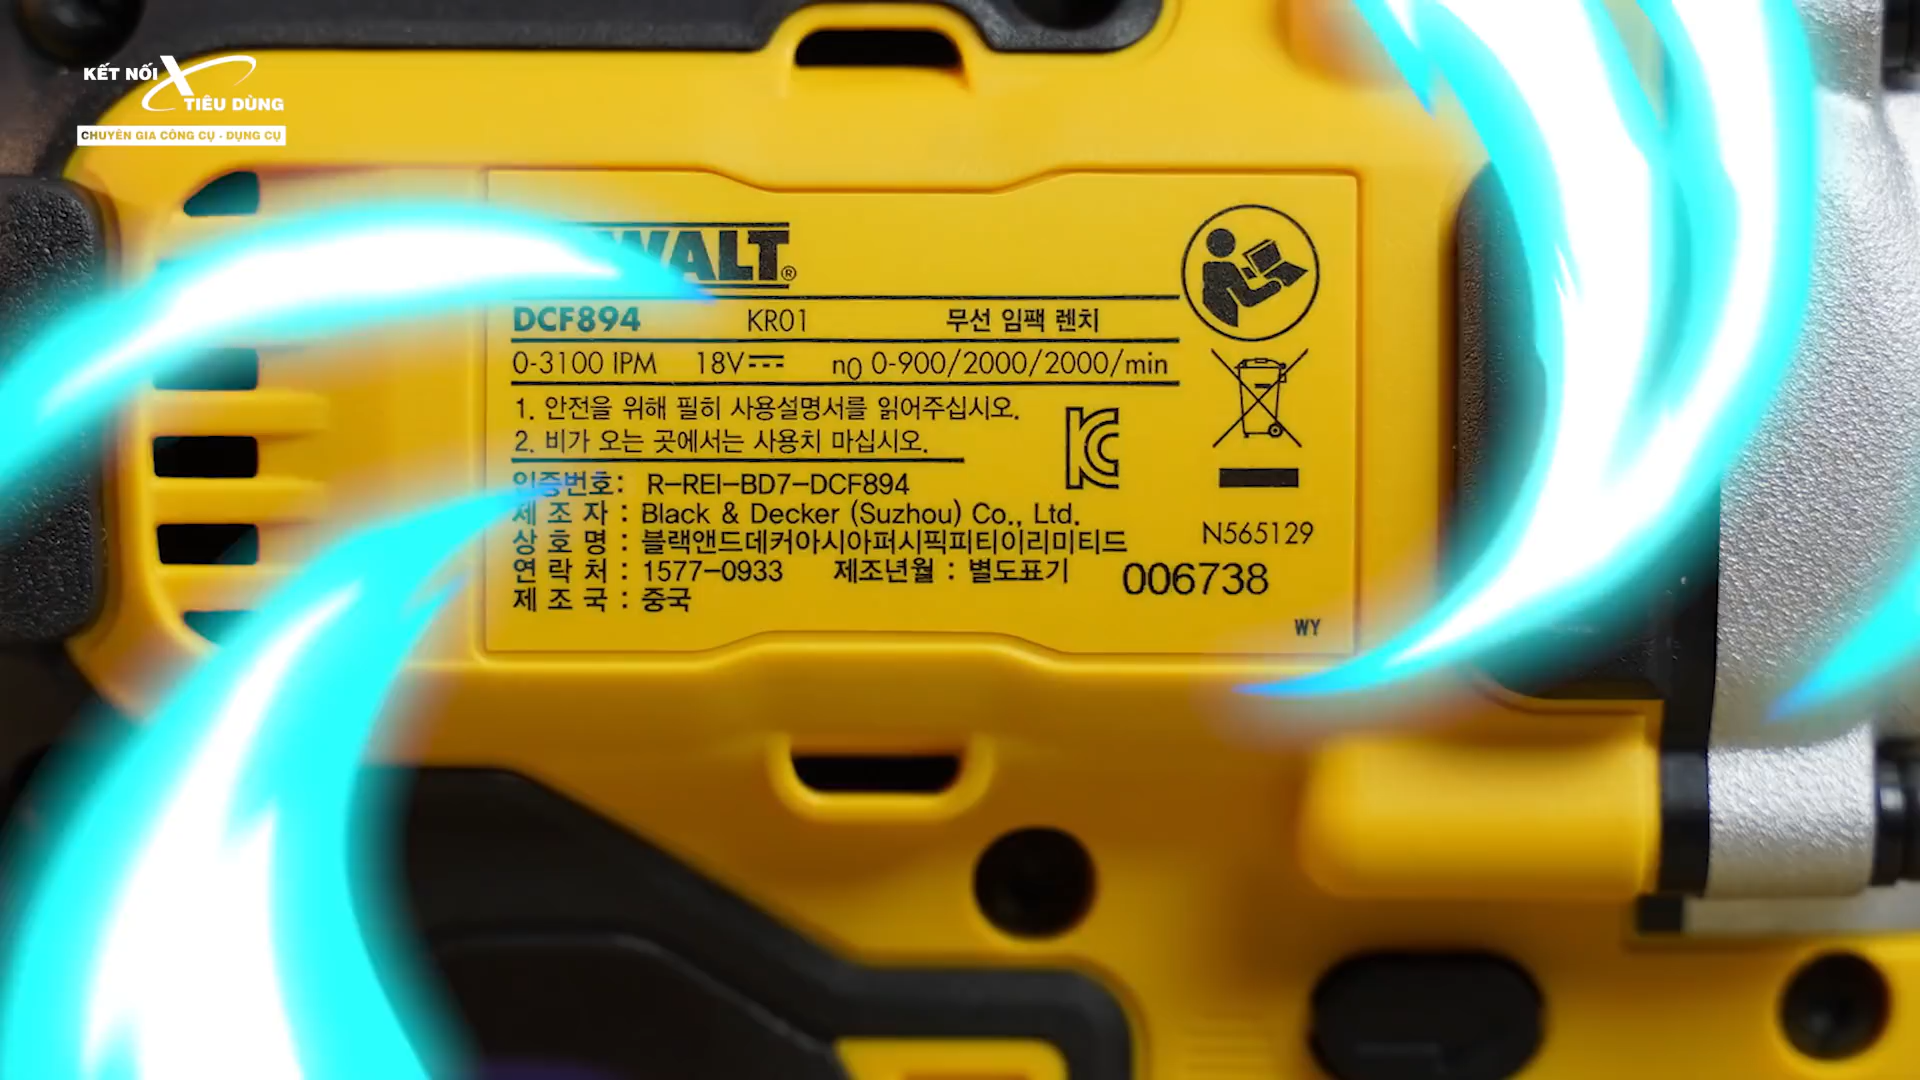 KẾT NỐI
TIÊU DÙNG
CHUYÊN GIA CÔNG CỤ - DỤNG CỤ
WALT®
DCF894 KR01 무선 임팩 렌치
0-3100 IPM 18V n0 0-900/2000/2000/min
1. 안전을 위해 필히 사용설명서를 읽어주십시오.
2. 비가 오는 곳에서는 사용치 마십시오.
인증번호: R-REI-BD7-DCF894
제 조 자 : Black & Decker (Suzhou) Co., Ltd.
상 호 명 : 블랙앤드데커아시아퍼시픽피티이리미티드
연 락 처 : 1577-0933 제조년월 : 별도표기
제 조 국 : 중국
N565129
006738
WY